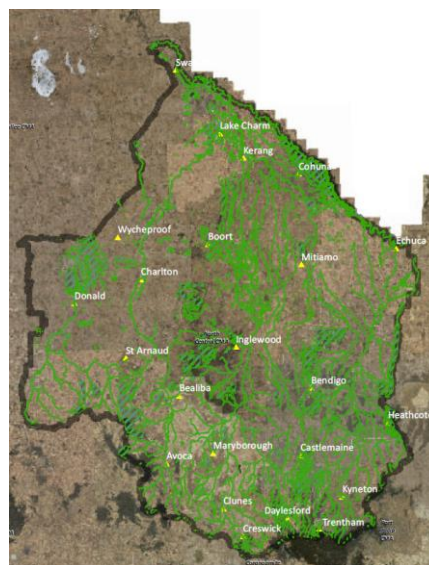 Swa
Lake Charm
Kerang
Cohuna
Echuca
Wycheproof
Boort
Mitiamo
Charlton
Donald
Inglewood
St Arnaud
Bendigo
Bealiba
Heathcote
Maryborough
Castlemaine
Avoca
Kyneton
Clunes
Daylesford
Trentham
Creswick